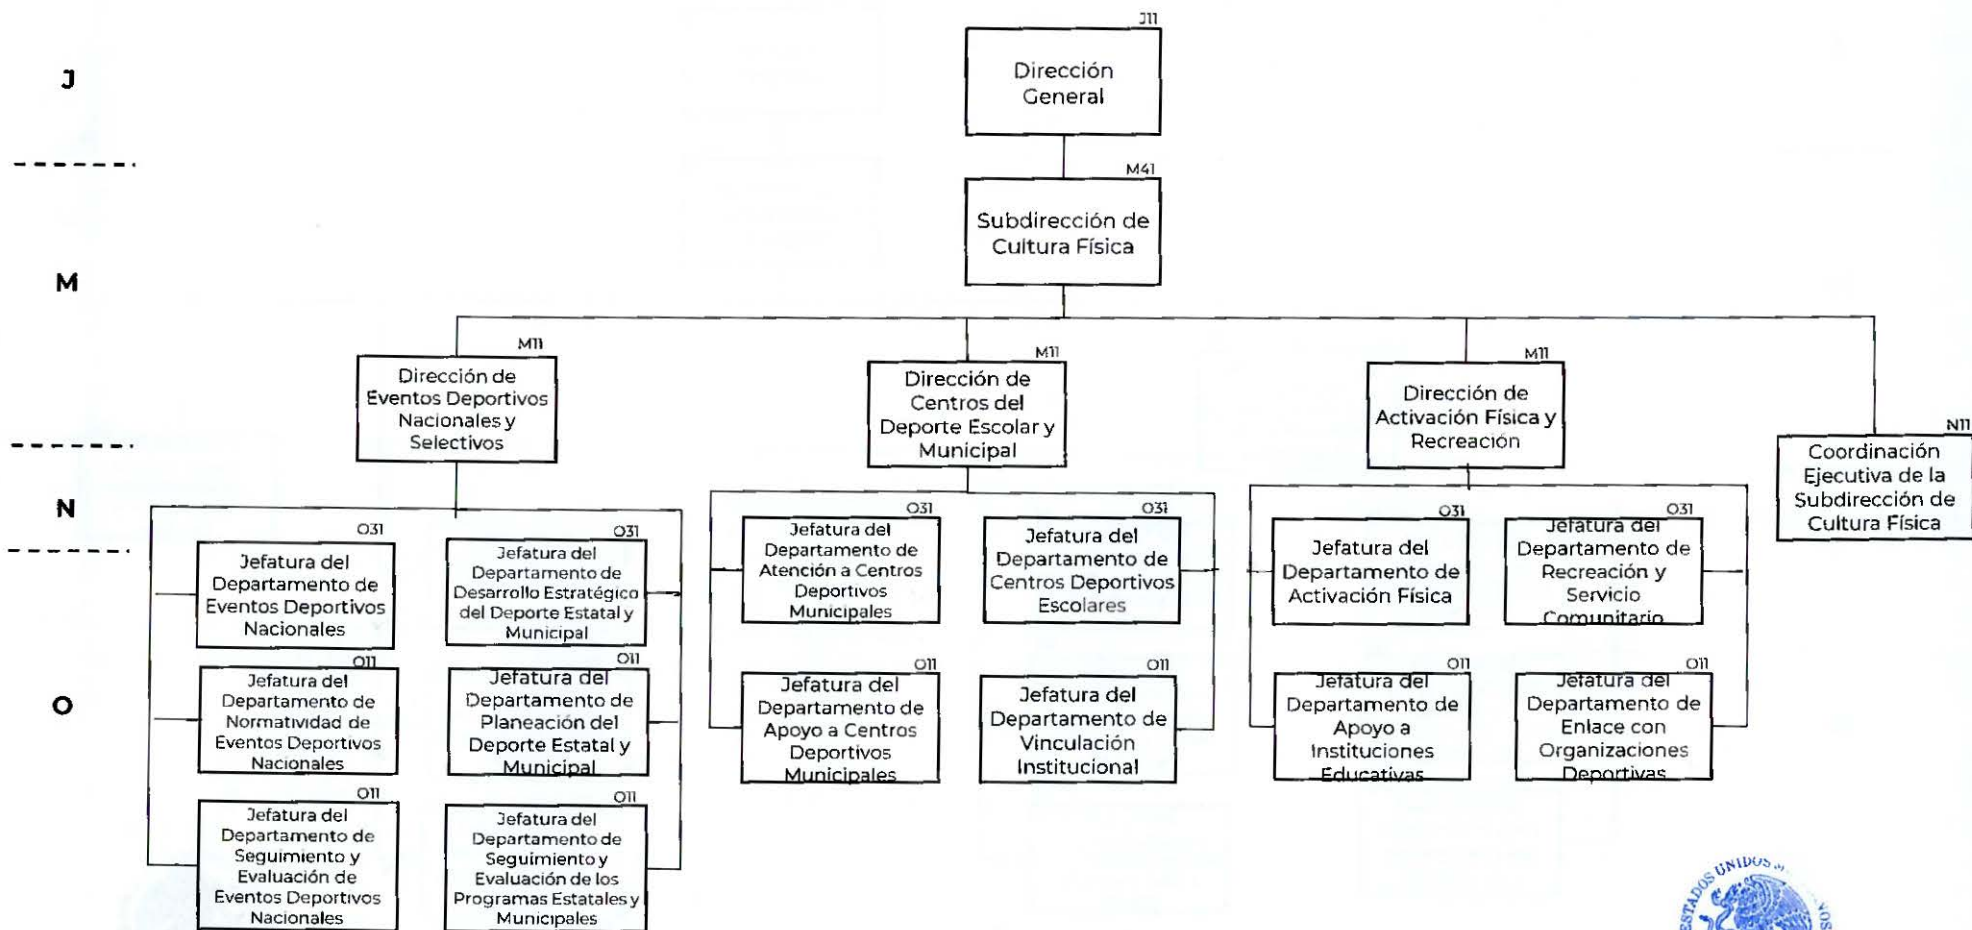 J11
J
Dirección
General
M41
Subdirección de
Cultura Física
M
M11
Dirección de
Eventos Deportivos
Nacionales y
Selectivos
M11
Dirección de
Centros del
Deporte Escolar y
Municipal
M11
Dirección de
Activación Física y
Recreación
N11
Coordinación
Ejecutiva de la
Subdirección de
Cultura Física
N
O31
Jefatura del
Departamento de
Eventos Deportivos
Nacionales
O31
Jefatura del
Departamento de
Desarrollo Estratégico
del Deporte Estatal y
Municipal
O31
Jefatura del
Departamento de
Atención a Centros
Deportivos
Municipales
O31
Jefatura del
Departamento de
Centros Deportivos
Escolares
O31
Jefatura del
Departamento de
Activación Física
O31
Jefatura del
Departamento de
Recreación y
Servicio
Comunitario
O
O11
Jefatura del
Departamento de
Normatividad de
Eventos Deportivos
Nacionales
O11
Jefatura del
Departamento de
Planeación del
Deporte Estatal y
Municipal
O11
Jefatura del
Departamento de
Apoyo a Centros
Deportivos
Municipales
O11
Jefatura del
Departamento de
Vinculación
Institucional
O11
Jefatura del
Departamento de
Apoyo a
Instituciones
Educativas
O11
Jefatura del
Departamento de
Enlace con
Organizaciones
Deportivas
O11
Jefatura del
Departamento de
Seguimiento y
Evaluación de
Eventos Deportivos
Nacionales
O11
Jefatura del
Departamento de
Seguimiento y
Evaluación de los
Programas Estatales y
Municipales
ESTADOS UNIDOS